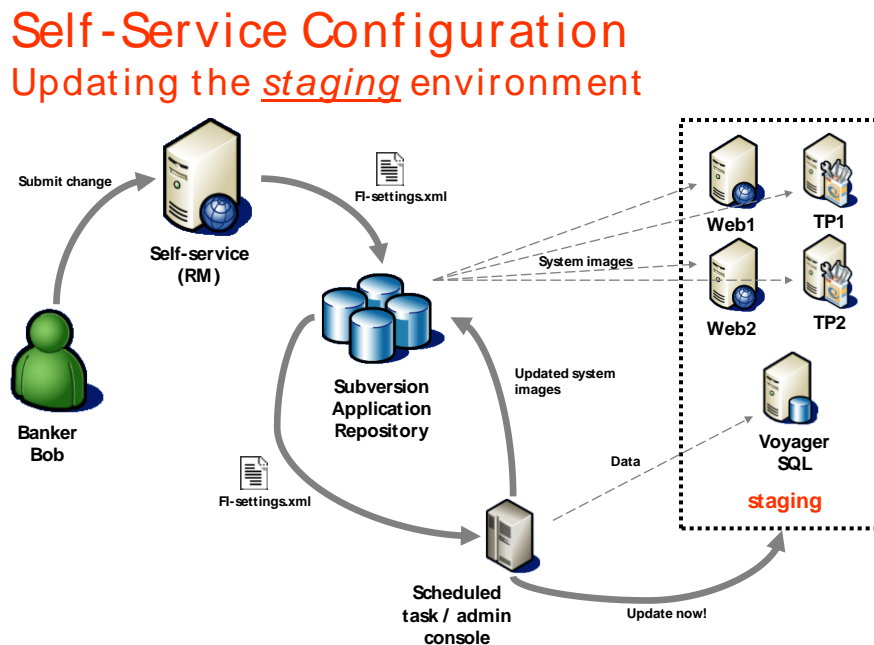 Self-Service Configuration
Updating the staging environment
Submit change
FI-settings.xml
Self-service
(RM)
Web1
TP1
System images
Web2
TP2
Subversion
Application
Repository
Updated system
images
Banker
Bob
Voyager
SQL
Data
FI-settings.xml
staging
Scheduled
task / admin
console
Update now!